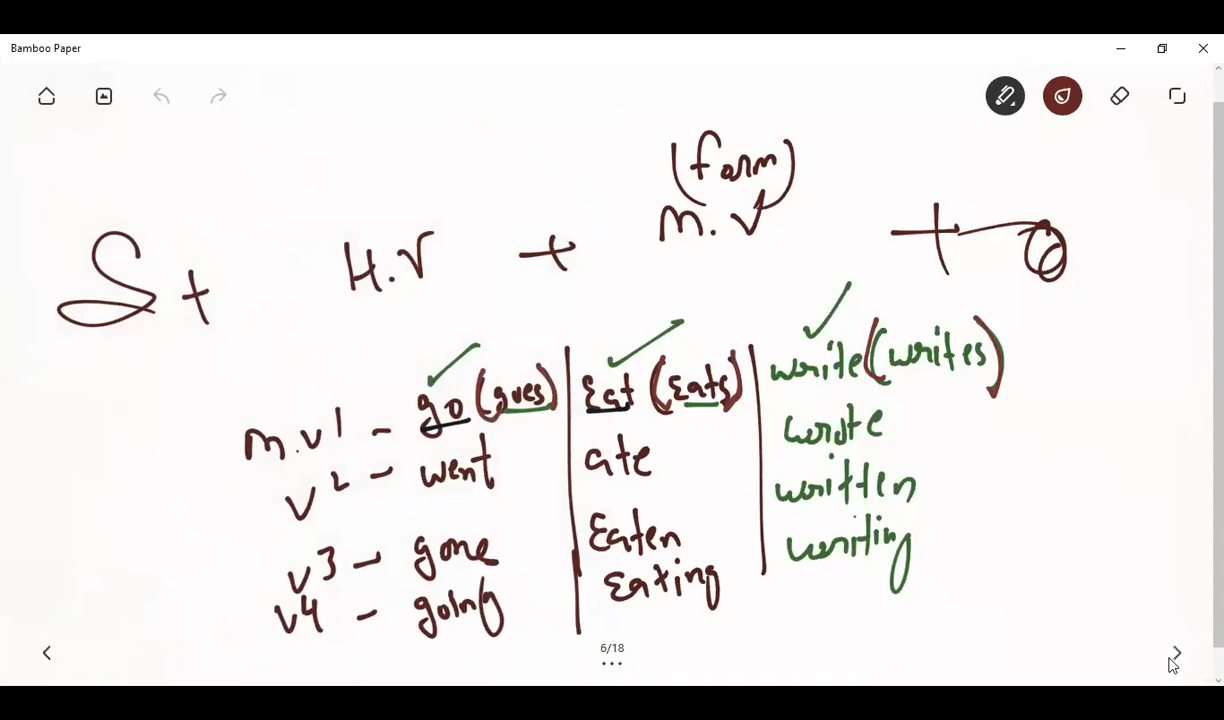 Bamboo Paper
(form)
S + H.V + M.V + O
M.V1 - go (goes) Eat (Eats) write (writes)
V2 - went ate wrote
V3 - gone Eaten written
V4 - going Eating writing
6/18